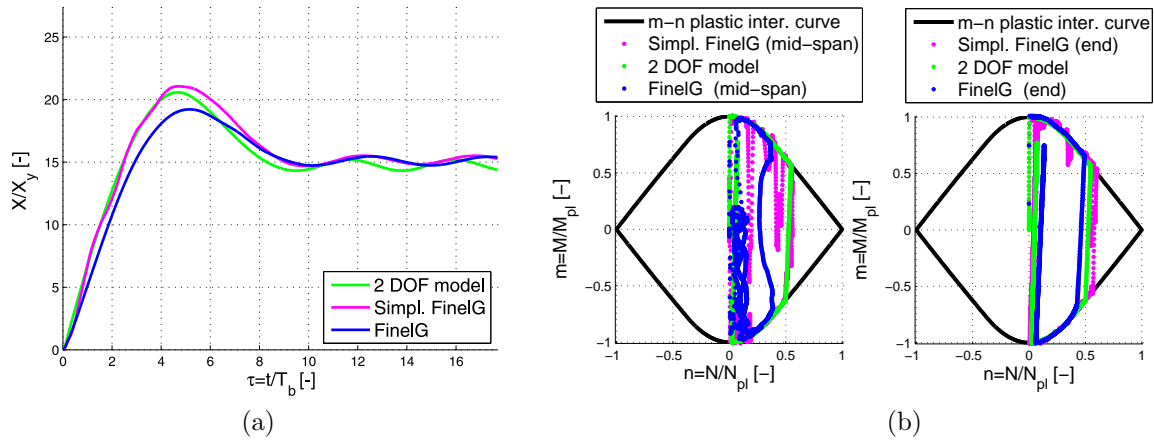 25
20
15
10
5
0
X/X_y [-]
0 2 4 6 8 10 12 14 16
τ=t/T_b [-]
2 DOF model
Simpl. FinelG
FinelG
(a)
m-n plastic inter. curve
Simpl. FinelG (mid-span)
2 DOF model
FinelG (mid-span)
1
0.5
0
-0.5
-1
m=M/M_pl [-]
-1 -0.5 0 0.5 1
n=N/N_pl [-]
m-n plastic inter. curve
Simpl. FinelG (end)
2 DOF model
FinelG (end)
1
0.5
0
-0.5
-1
m=M/M_pl [-]
-1 -0.5 0 0.5 1
n=N/N_pl [-]
(b)